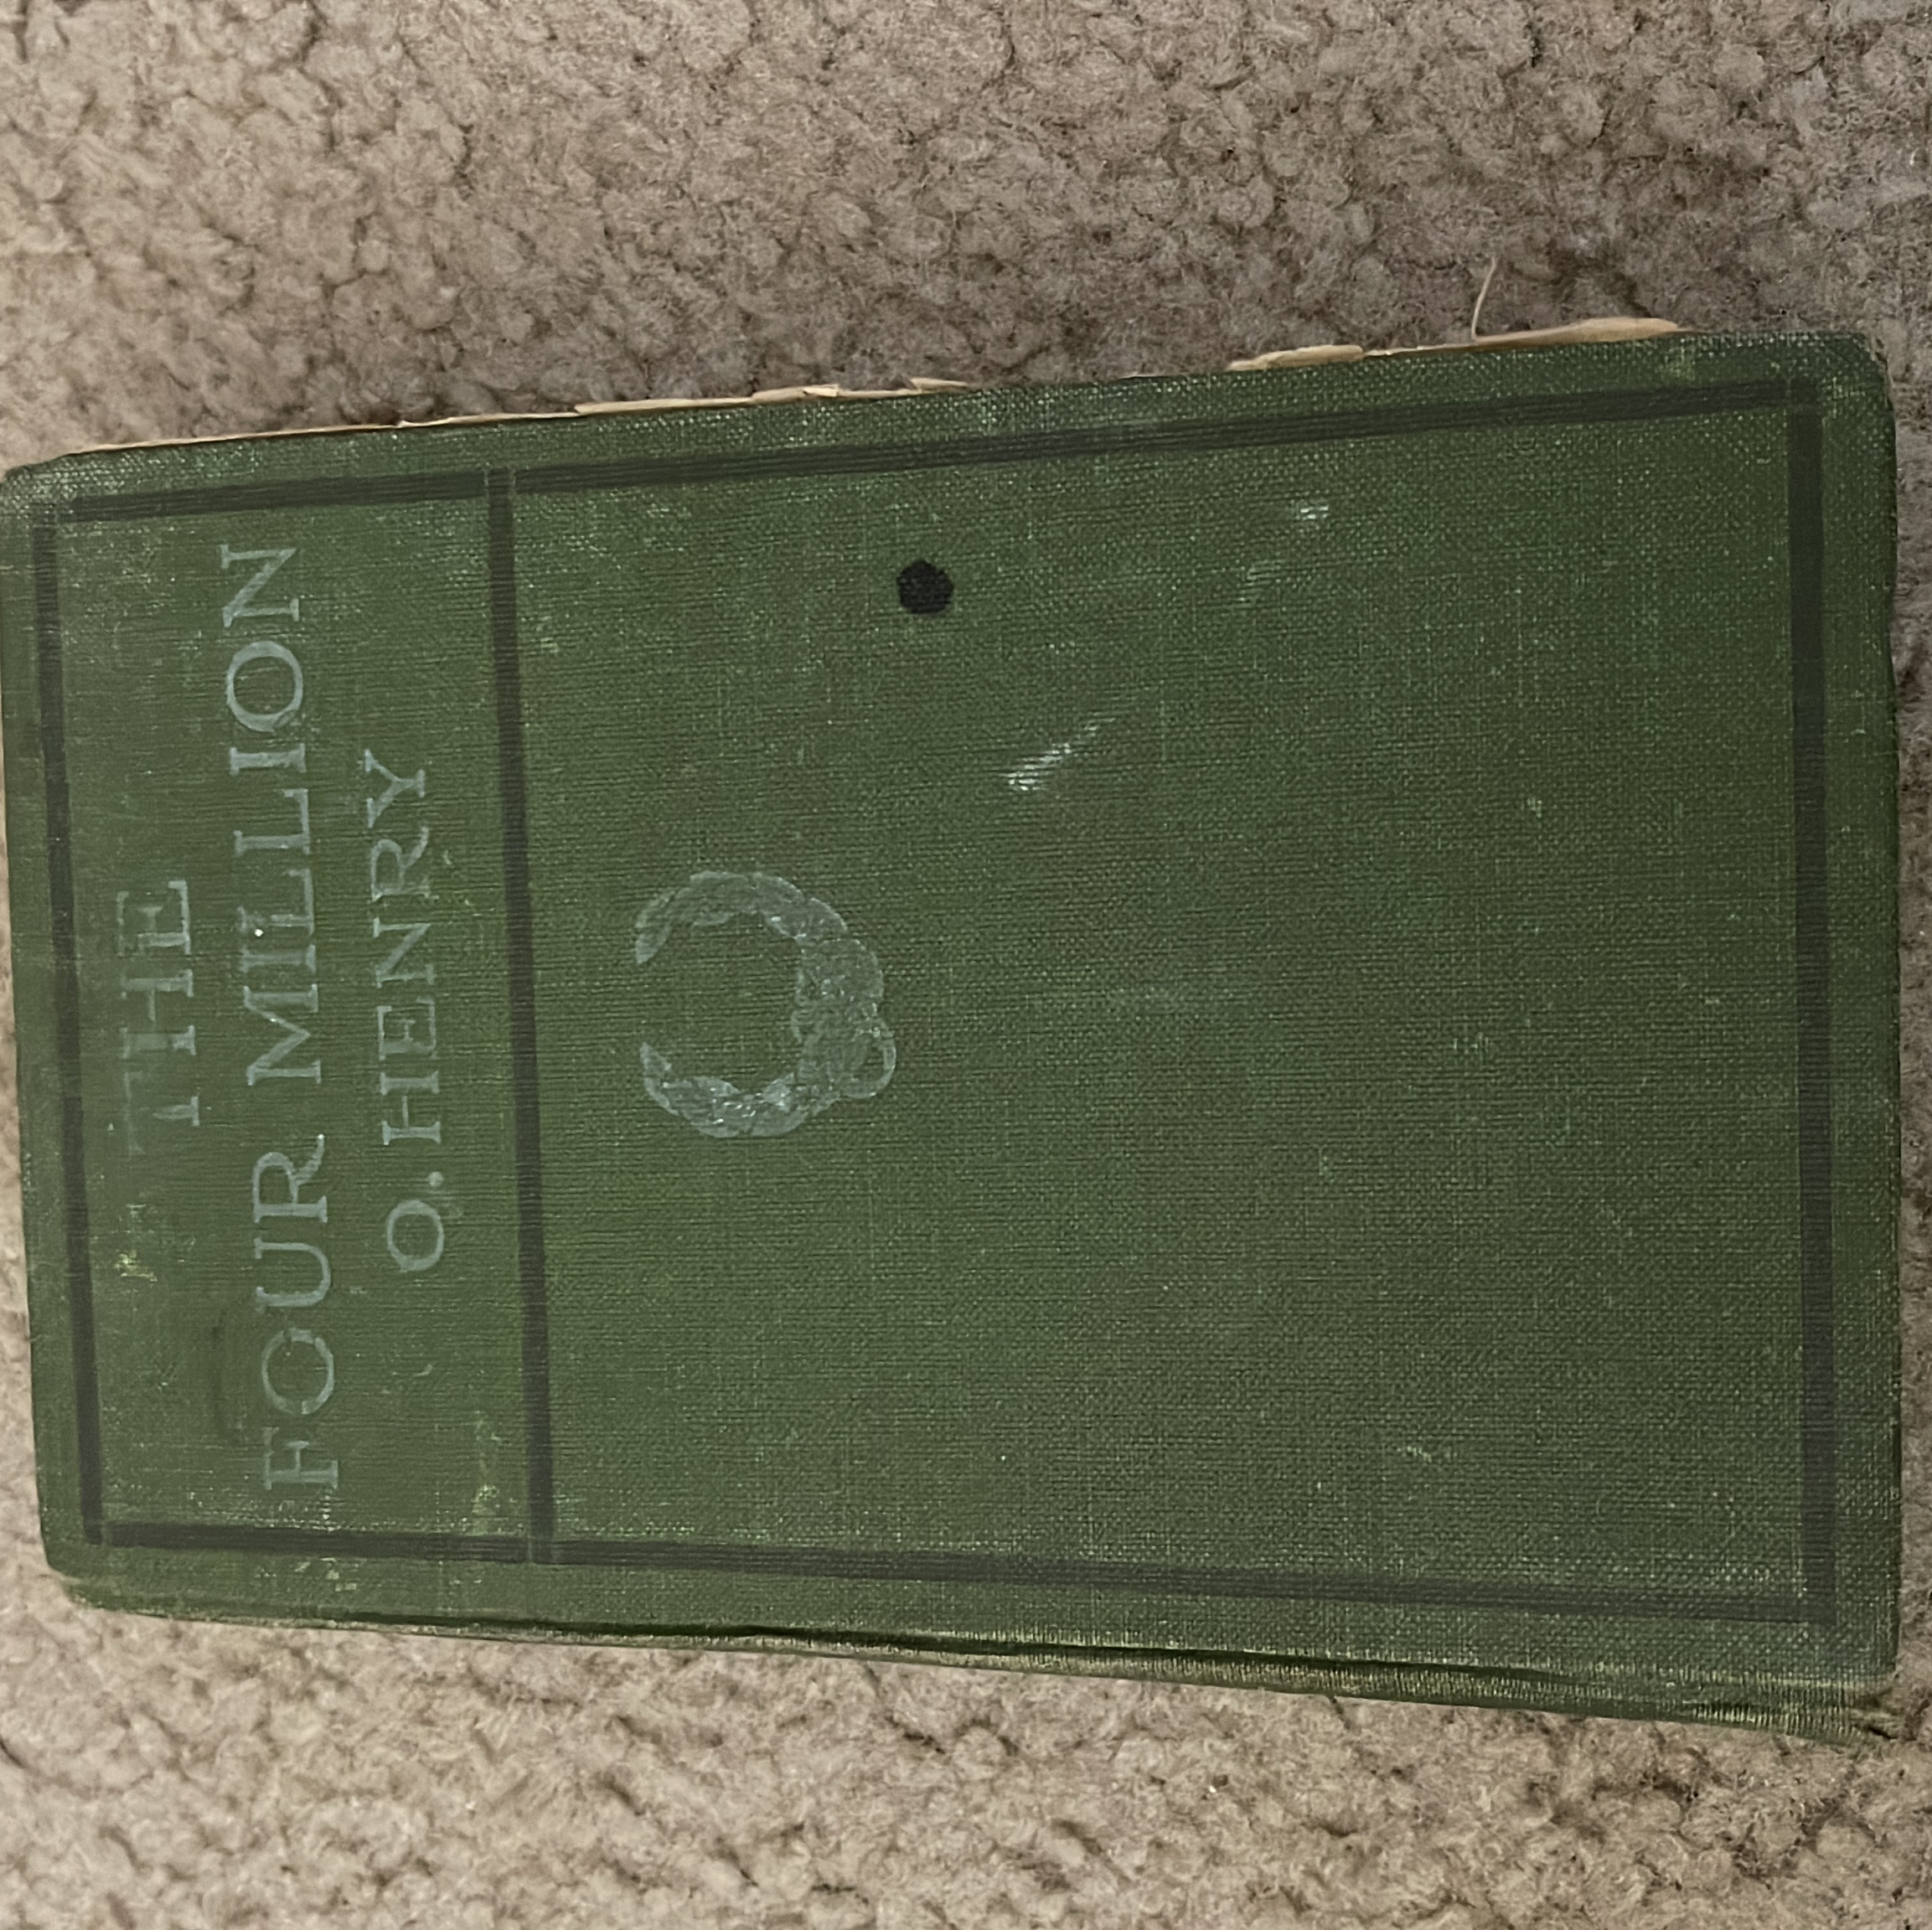 THE
FOUR MILLION
O. HENRY